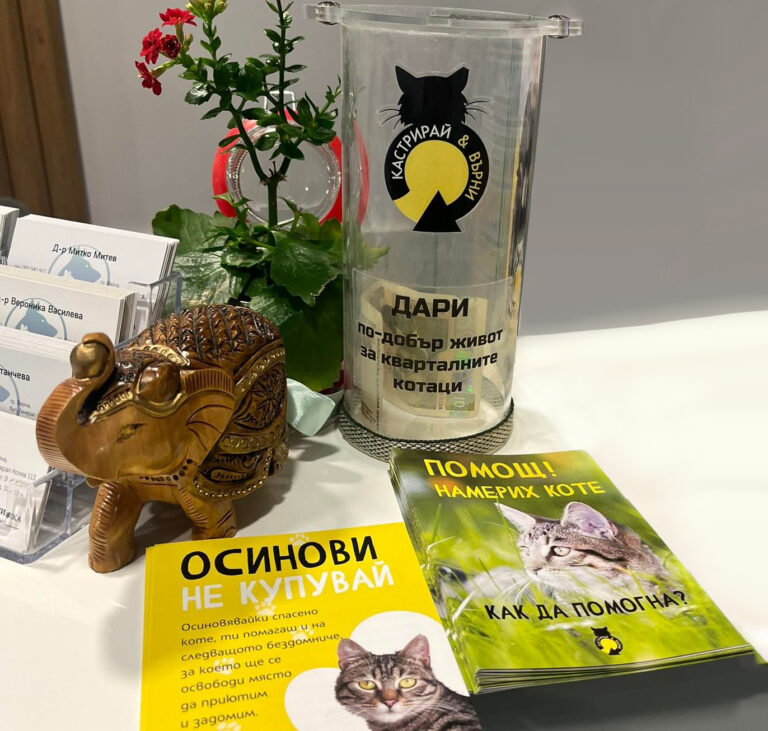 КАСТРИРАЙ & ВЪРНИ
ДАРИ
по-добър живот
за кварталните
котаци
Д-р Митко Митев
-р Вероника Василева
танчева
ПОМОЩ!
НАМЕРИХ КОТЕ
КАК ДА ПОМОГНА?
ОСИНОВИ
НЕ КУПУВАЙ
Осиновявайки спасено
коте, ти помагаш и на
следващото бездомниче,
за което ще се
освободи място
да приютим
и задомим.